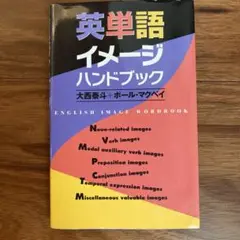 英単語
イメージ
ハンドブック
大西泰斗＋ポール・マクベイ
ENGLISH IMAGE WORDBOOK
Noun-related images
Verb images
Modal auxiliary verb images
Preposition images
Conjunction images
Temporal expression images
Miscellaneous valuable images